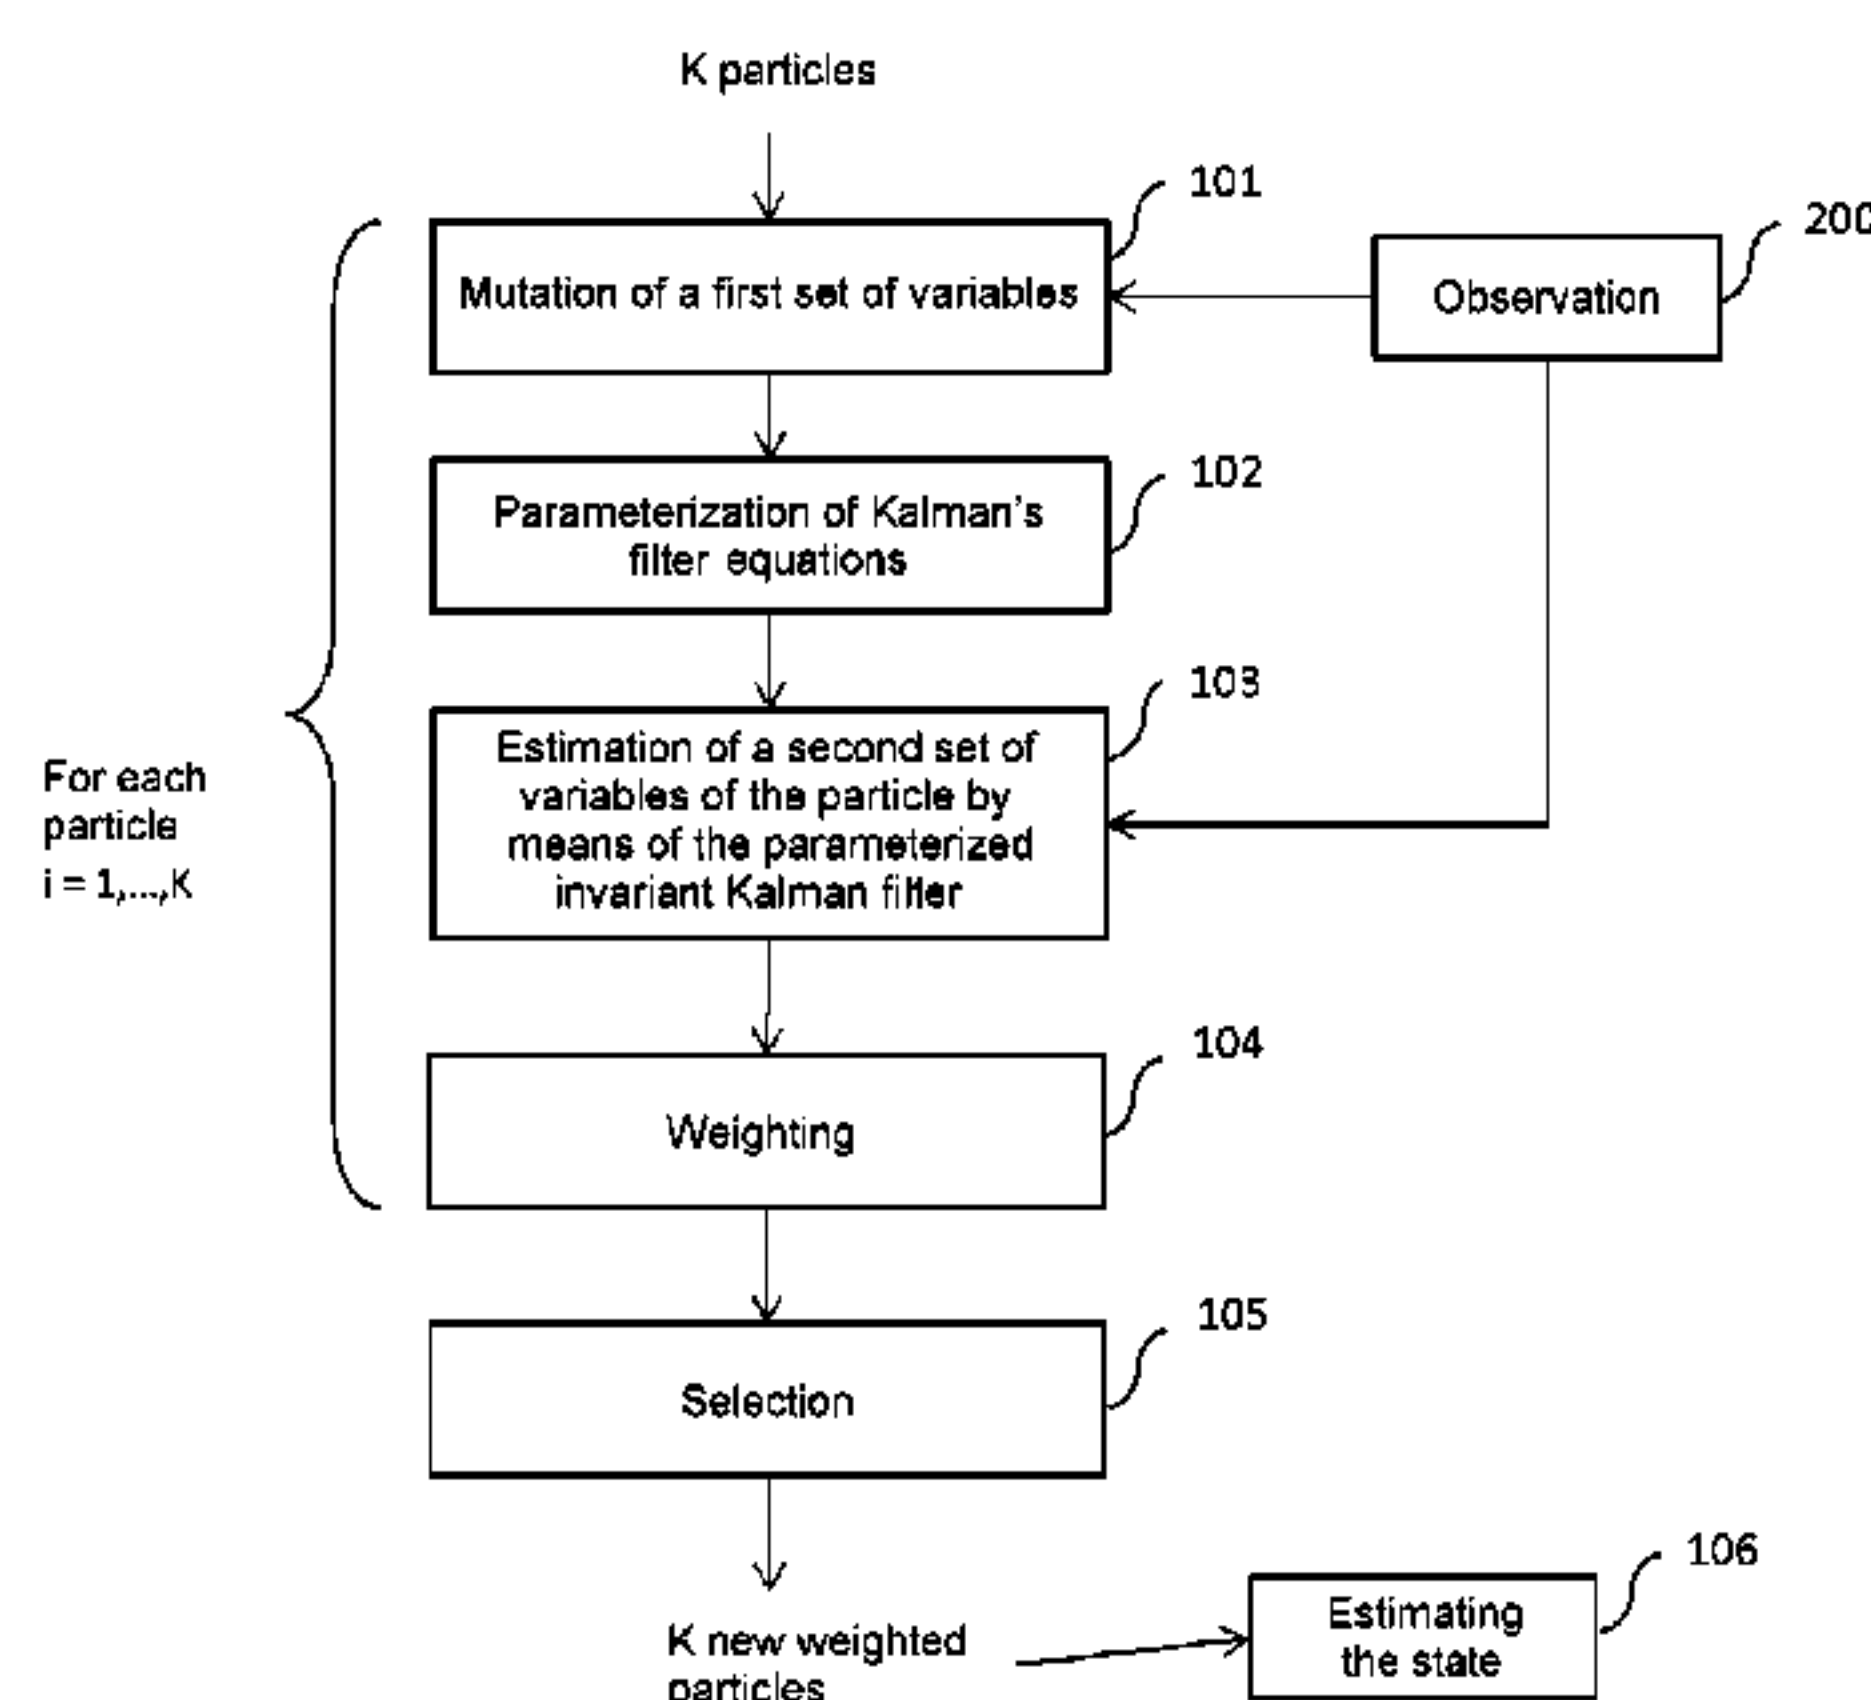 K particles
101
200
Mutation of a first set of variables
Observation
102
Parameterization of Kalman's
filter equations
103
Estimation of a second set of
variables of the particle by
means of the parameterized
invariant Kalman filter
For each
particle
i = 1,...,K
104
Weighting
105
Selection
106
K new weighted
particles
Estimating
the state